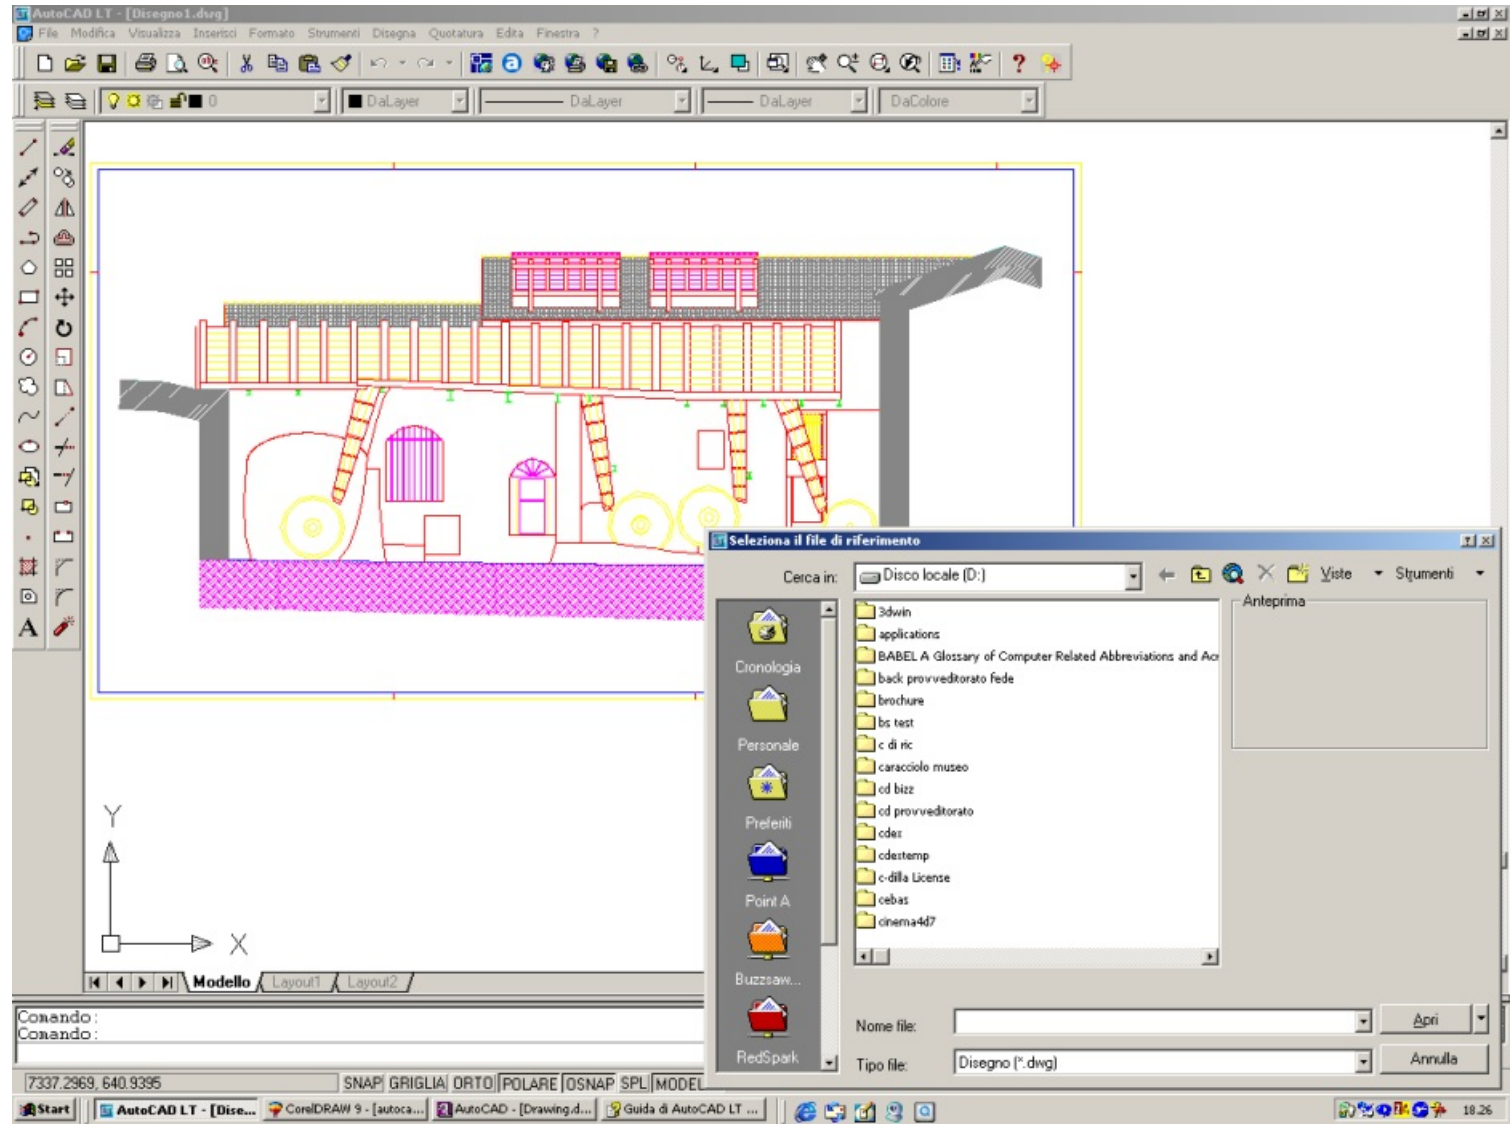 AutoCAD LT - [Disegno1.dwg]
File Modifica Visualizza Inserisci Formato Strumenti Disegna Quotatura Edita Finestra ?
0 DaLayer DaLayer DaLayer DaColore
Seleziona il file di riferimento
Cerca in: Disco locale (D:) Viste Strumenti
Anteprima
3dwin
applications
BABEL A Glossary of Computer Related Abbreviations and Acr
back provveditorato fede
brochure
bs test
c di ric
caracciolo museo
cd bizz
cd provveditorato
cdex
cdextemp
c-dilla License
cebas
cinema4d7
Cronologia
Personale
Preferiti
Point A
Buzzsaw...
RedSpark
Nome file: Apri
Tipo file: Disegno (*.dwg) Annulla
Y
X
Modello Layout1 Layout2
Comando:
Comando:
7337.2969, 640.9395 SNAP GRIGLIA ORTO POLARE OSNAP SPL MODEL
Start AutoCAD LT - [Dise... CorelDRAW 9 - [autoca... AutoCAD - [Drawing.d... Guida di AutoCAD LT ... 18.26